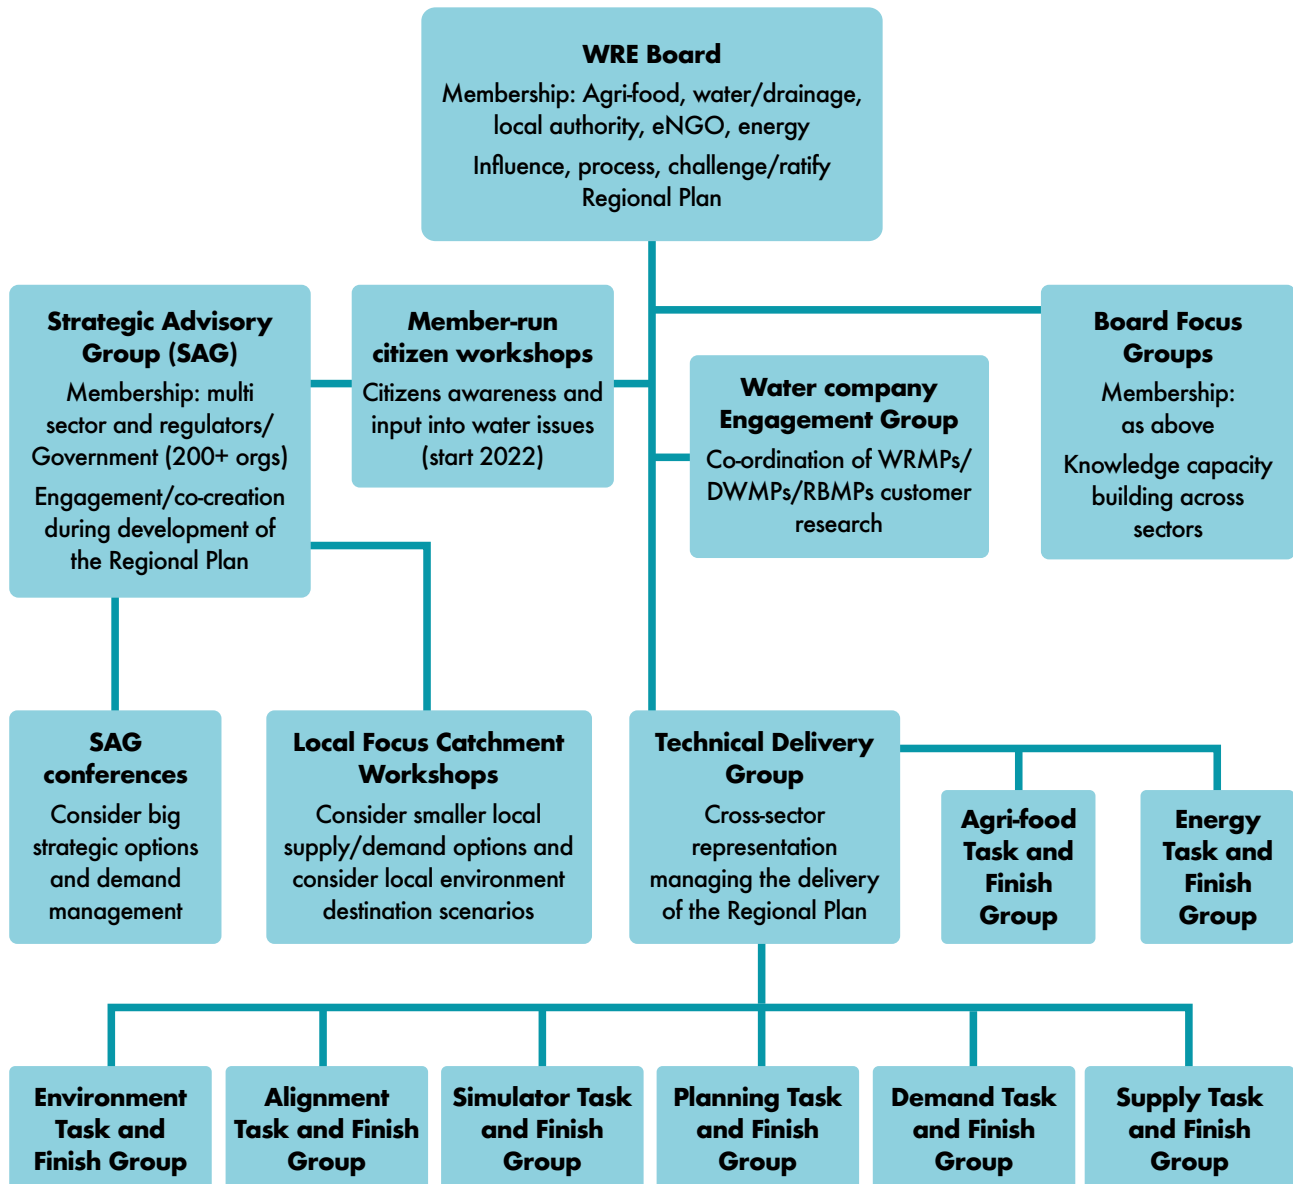 WRE Board
Membership: Agri-food, water/drainage,
local authority, eNGO, energy
Influence, process, challenge/ratify
Regional Plan
Strategic Advisory
Group (SAG)
Membership: multi
sector and regulators/
Government (200+ orgs)
Engagement/co-creation
during development of
the Regional Plan
Member-run
citizen workshops
Citizens awareness and
input into water issues
(start 2022)
Water company
Engagement Group
Co-ordination of WRMPs/
DWMPs/RBMPs customer
research
Board Focus
Groups
Membership:
as above
Knowledge capacity
building across
sectors
SAG
conferences
Consider big
strategic options
and demand
management
Local Focus Catchment
Workshops
Consider smaller local
supply/demand options and
consider local environment
destination scenarios
Technical Delivery
Group
Cross-sector
representation
managing the delivery
of the Regional Plan
Agri-food
Task and
Finish
Group
Energy
Task and
Finish
Group
Environment
Task and
Finish Group
Alignment
Task and Finish
Group
Simulator Task
and Finish
Group
Planning Task
and Finish
Group
Demand Task
and Finish
Group
Supply Task
and Finish
Group